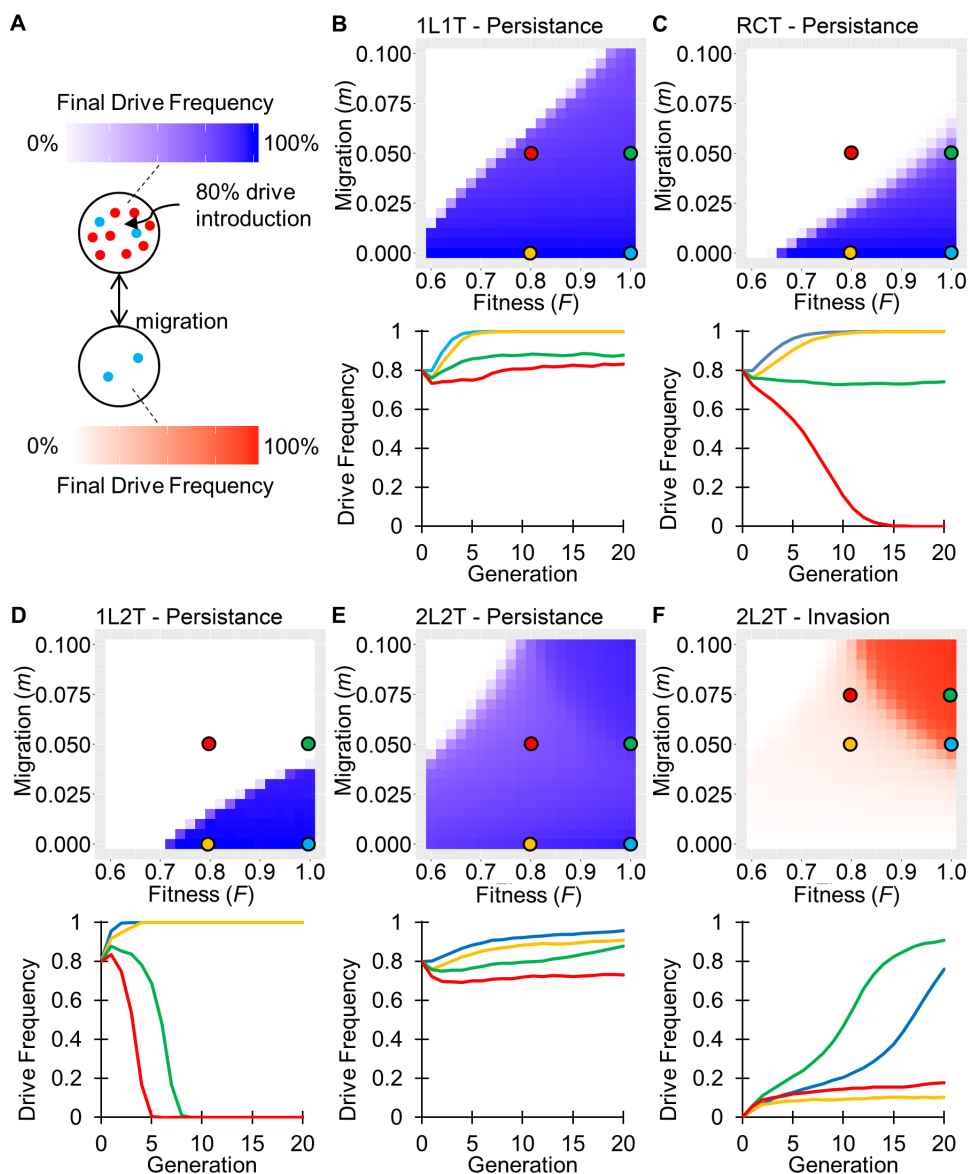 A
Final Drive Frequency
0%
100%
80% drive
introduction
migration
0%
100%
Final Drive Frequency
B
1L1T - Persistance
Migration (m)
0.100
0.075
0.050
0.025
0.000
0.6 0.7 0.8 0.9 1.0
Fitness (F)
Drive Frequency
1
0.8
0.6
0.4
0.2
0
0 5 10 15 20
Generation
C
RCT - Persistance
Migration (m)
0.100
0.075
0.050
0.025
0.000
0.6 0.7 0.8 0.9 1.0
Fitness (F)
Drive Frequency
1
0.8
0.6
0.4
0.2
0
0 5 10 15 20
Generation
D
1L2T - Persistance
Migration (m)
0.100
0.075
0.050
0.025
0.000
0.6 0.7 0.8 0.9 1.0
Fitness (F)
Drive Frequency
1
0.8
0.6
0.4
0.2
0
0 5 10 15 20
Generation
E
2L2T - Persistance
Migration (m)
0.100
0.075
0.050
0.025
0.000
0.6 0.7 0.8 0.9 1.0
Fitness (F)
Drive Frequency
1
0.8
0.6
0.4
0.2
0
0 5 10 15 20
Generation
F
2L2T - Invasion
Migration (m)
0.100
0.075
0.050
0.025
0.000
0.6 0.7 0.8 0.9 1.0
Fitness (F)
Drive Frequency
1
0.8
0.6
0.4
0.2
0
0 5 10 15 20
Generation